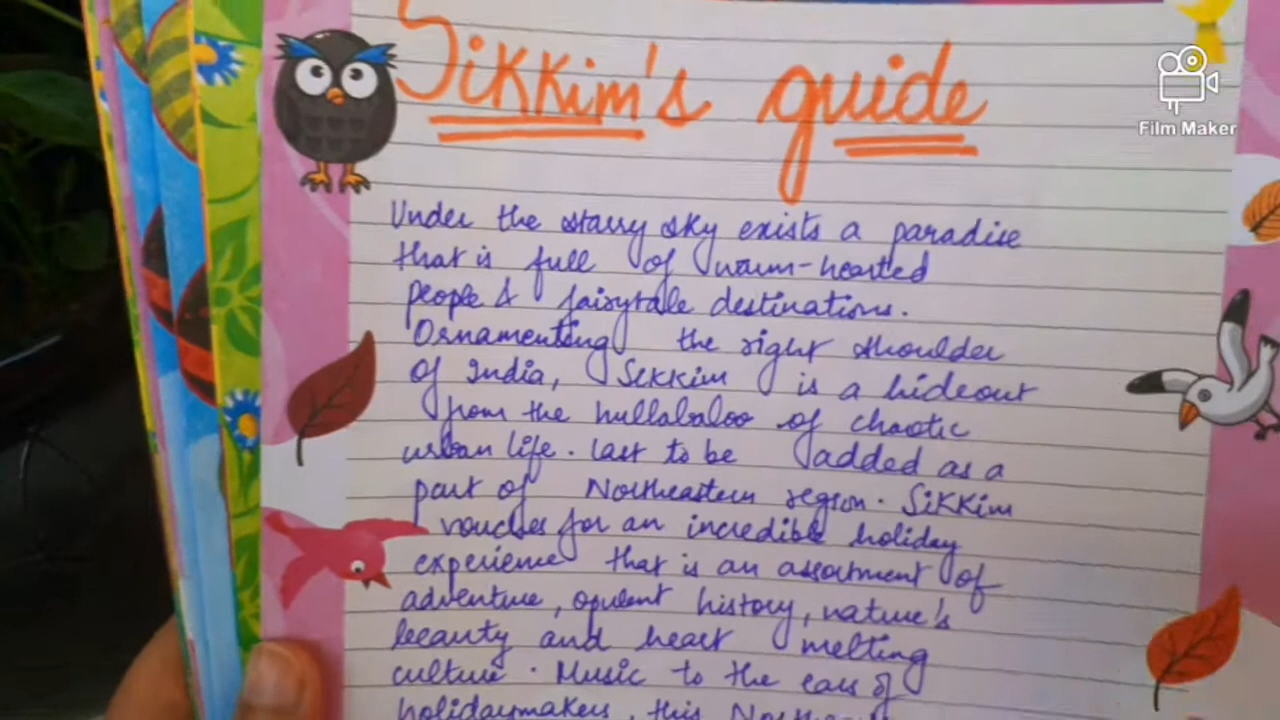 Sikkim's guide
Film Maker
Under the starry sky exists a paradise
that is full of warm-hearted
people & fairytale destinations.
Ornamenting the right shoulder
of India, Sikkim is a hideout
from the hullabaloo of chaotic
urban life. last to be added as a
part of Northeastern region. Sikkim
vouches for an incredible holiday
experience that is an assortment of
adventure, opulent history, nature's
beauty and heart melting
culture. Music to the ears of
holidaymakers, this